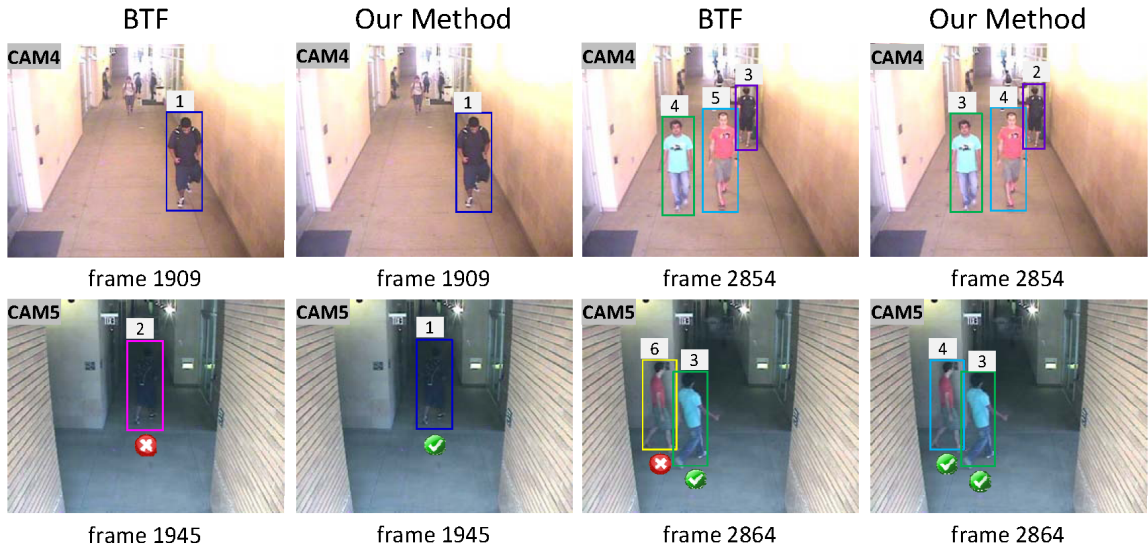 BTF Our Method BTF Our Method
CAM4 CAM4 CAM4 CAM4
1 1 4 5 3 3 4 2
frame 1909 frame 1909 frame 2854 frame 2854
CAM5 CAM5 CAM5 CAM5
2 1 6 3 4 3
frame 1945 frame 1945 frame 2864 frame 2864